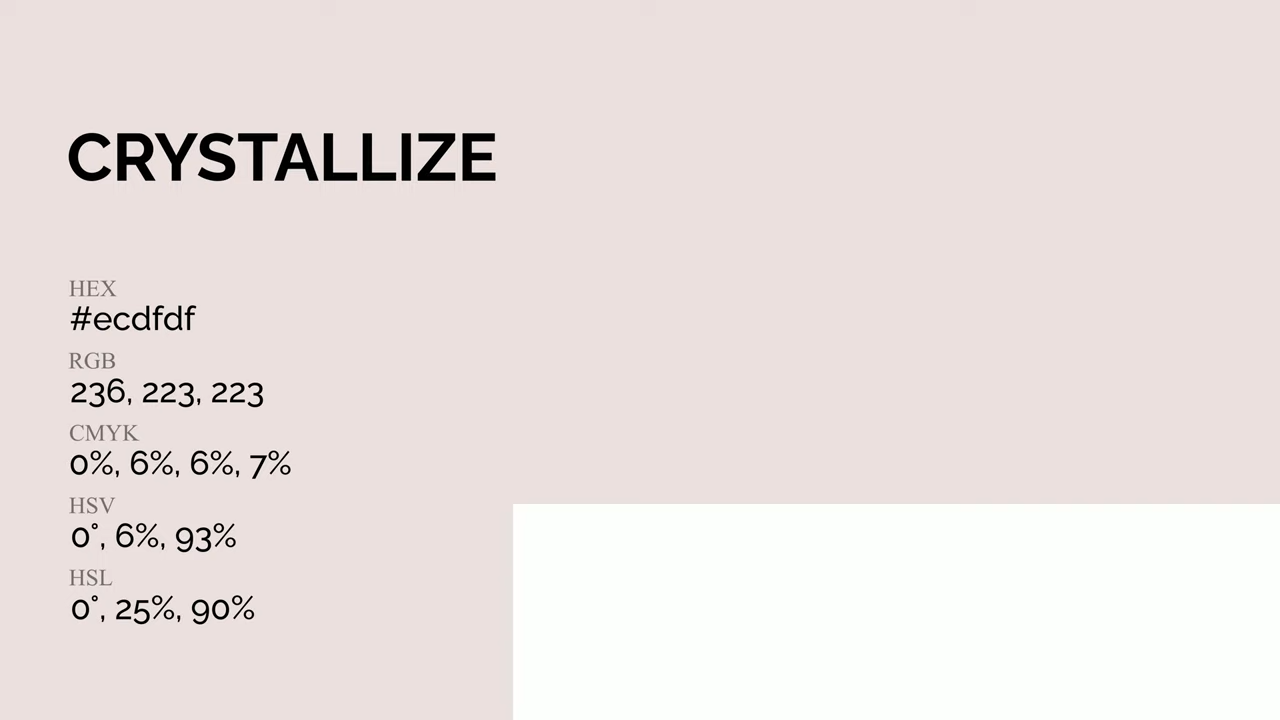 CRYSTALLIZE
HEX
#ecdfdf
RGB
236, 223, 223
CMYK
0%, 6%, 6%, 7%
HSV
0°, 6%, 93%
HSL
0°, 25%, 90%